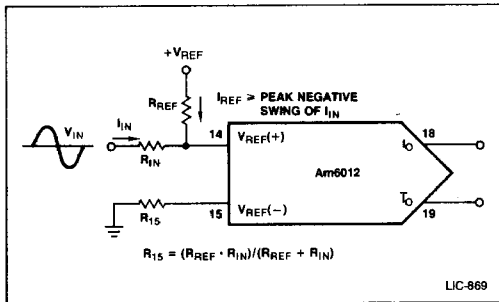 +VREF
IREF ≥ PEAK NEGATIVE
SWING OF IIN
RREF
VIN
IIN
RIN
14
VREF(+)
18
IO
Am6012
R15
15
VREF(−)
IO
19
R15 = (RREF · RIN)/(RREF + RIN)
LIC-869